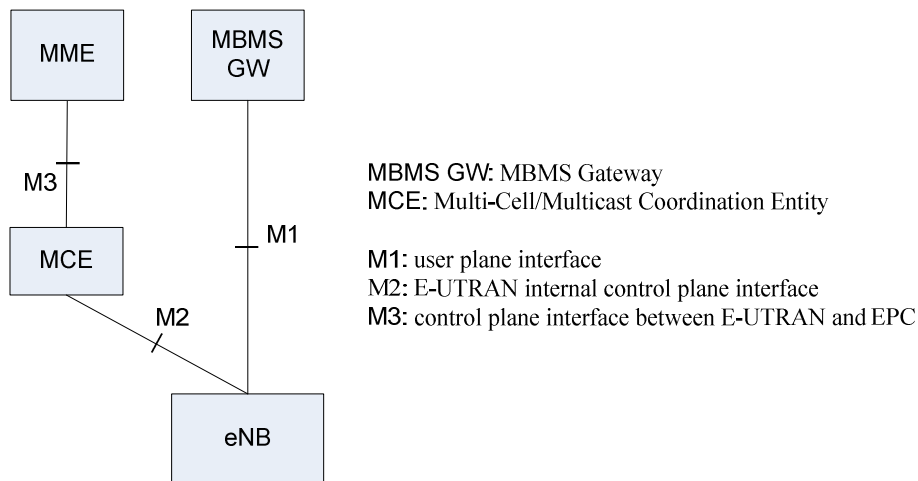 MME
MBMS
GW
M3
M1
MCE
M2
eNB
MBMS GW: MBMS Gateway
MCE: Multi-Cell/Multicast Coordination Entity
M1: user plane interface
M2: E-UTRAN internal control plane interface
M3: control plane interface between E-UTRAN and EPC